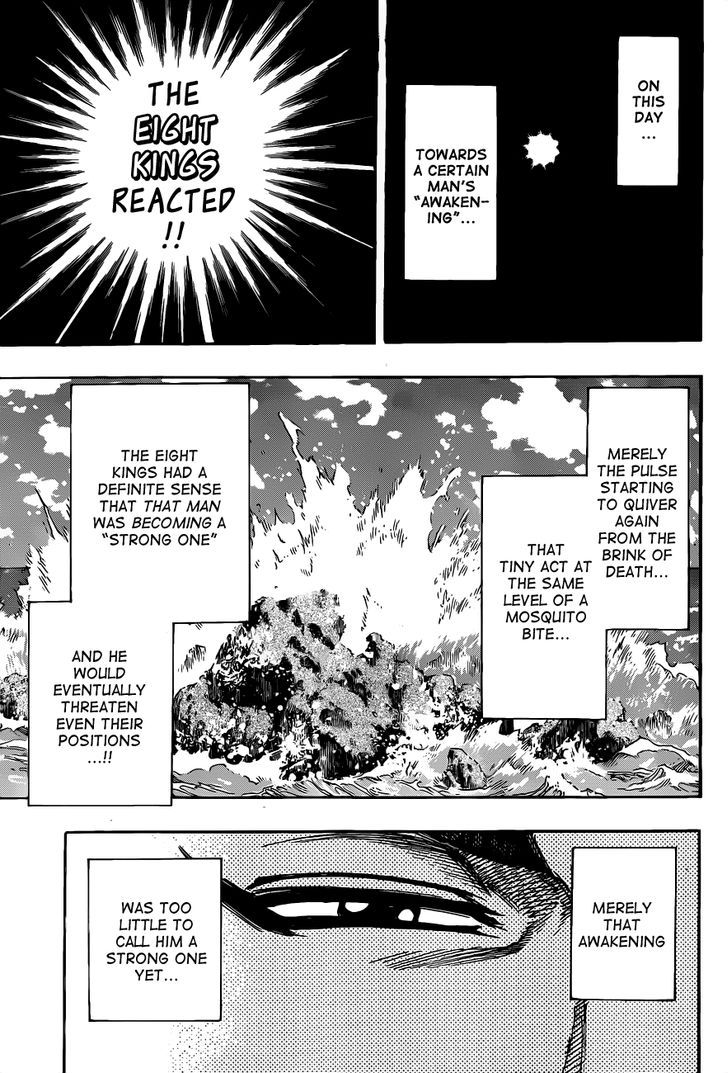 ON
THIS
DAY
...
TOWARDS
A CERTAIN
MAN'S
"AWAKEN-
ING"...
THE
EIGHT
KINGS
REACTED
!!
MERELY
THE PULSE
STARTING
TO QUIVER
AGAIN
FROM THE
BRINK OF
DEATH...
THAT
TINY ACT AT
THE SAME
LEVEL OF A
MOSQUITO
BITE...
THE EIGHT
KINGS HAD A
DEFINITE SENSE
THAT THAT MAN
WAS BECOMING A
"STRONG ONE"
AND HE
WOULD
EVENTUALLY
THREATEN
EVEN THEIR
POSITIONS
...!!
MERELY
THAT
AWAKENING
WAS TOO
LITTLE TO
CALL HIM A
STRONG ONE
YET...